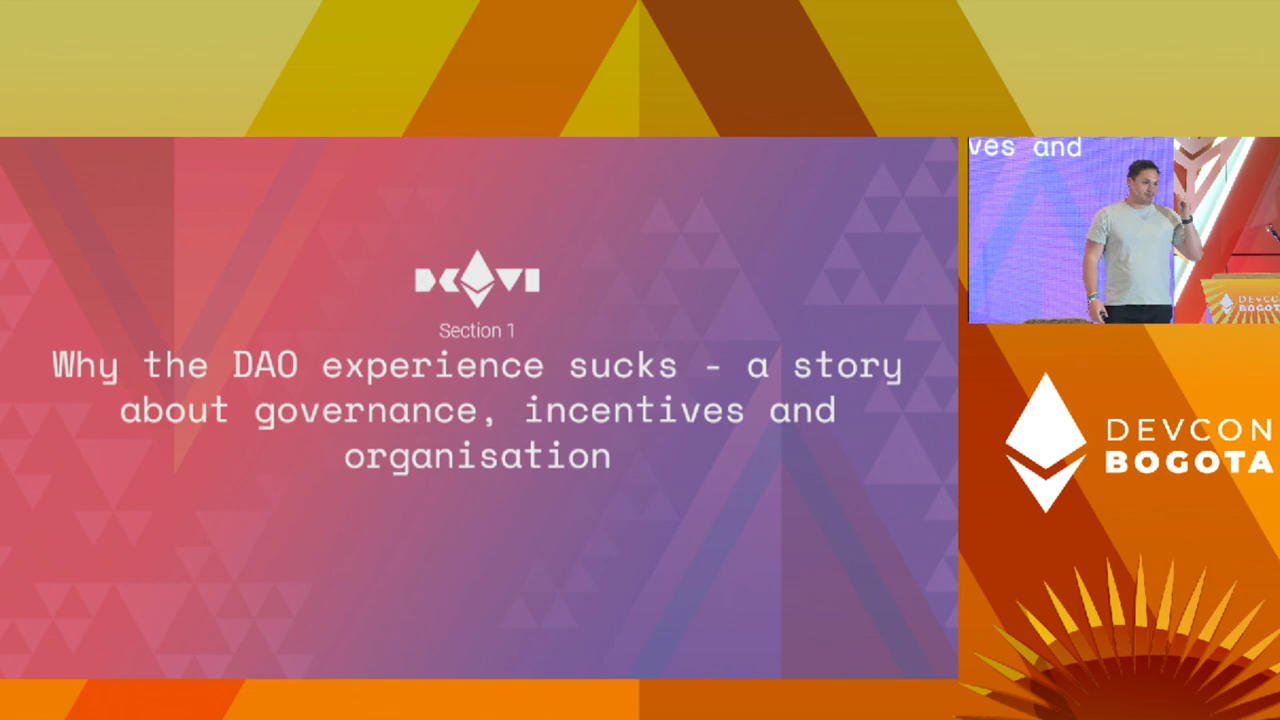 Section 1
Why the DAO experience sucks - a story
about governance, incentives and
organisation
ves and
DEVCON
BOGOTA